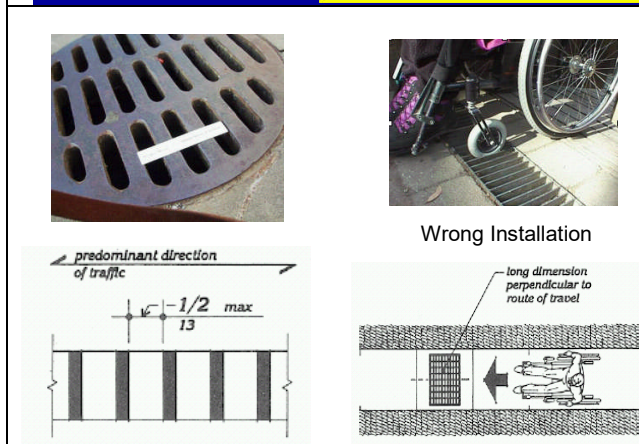 Wrong Installation
predominant direction
of traffic
1/2 max
13
long dimension
perpendicular to
route of travel